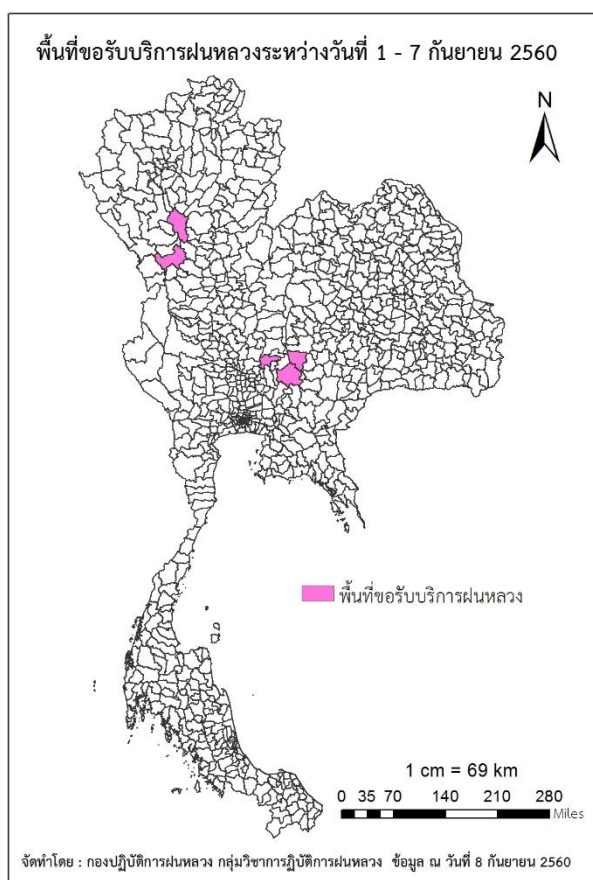 พื้นที่ขอรับบริการฝนหลวงระหว่างวันที่ 1 - 7 กันยายน 2560
N
พื้นที่ขอรับบริการฝนหลวง
1 cm = 69 km
0 35 70 140 210 280 Miles
จัดทำโดย : กองปฏิบัติการฝนหลวง กลุ่มวิชาการฏิบัติการฝนหลวง ข้อมูล ณ วันที่ 8 กันยายน 2560